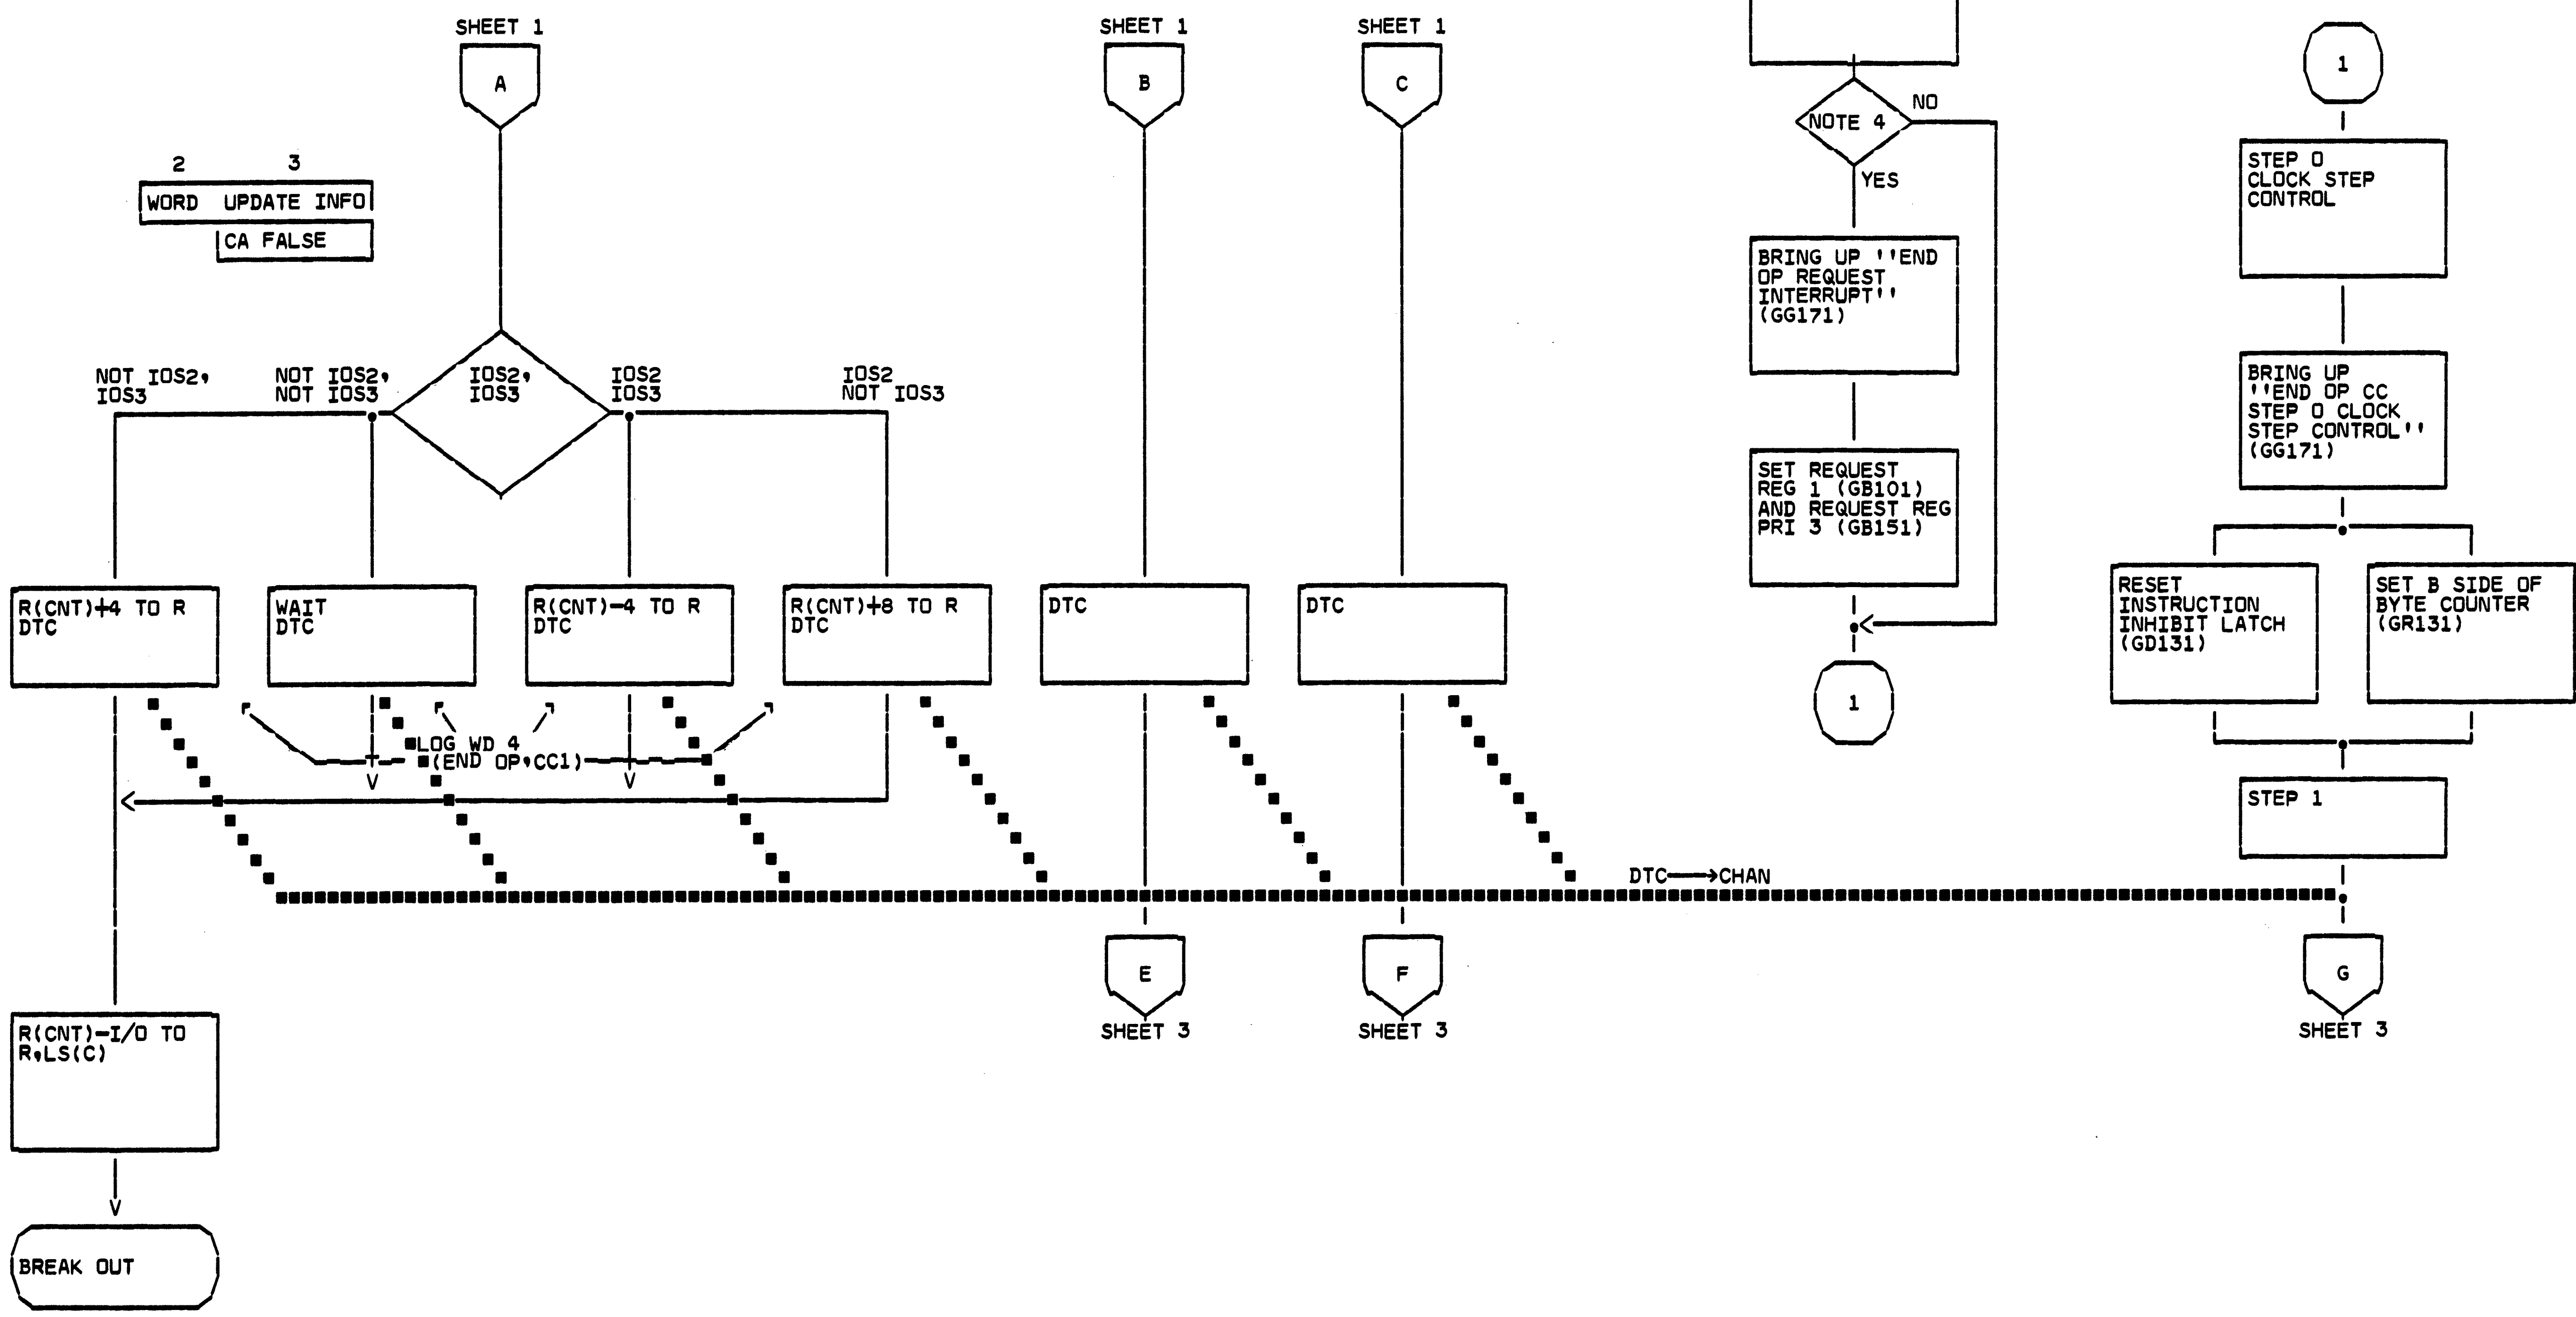 SHEET 1
A
2 3
WORD UPDATE INFO
CA FALSE
NOT IOS2,
IOS3
NOT IOS2,
NOT IOS3
IOS2,
IOS3
IOS2
IOS3
IOS2
NOT IOS3
R(CNT)+4 TO R
DTC
WAIT
DTC
R(CNT)-4 TO R
DTC
R(CNT)+8 TO R
DTC
LOG WD 4
(END OP,CC1)
R(CNT)-I/O TO
R,LS(C)
BREAK OUT
SHEET 1
B
DTC
E
SHEET 3
SHEET 1
C
DTC
F
SHEET 3
NOTE 4
NO
YES
BRING UP ''END
OP REQUEST
INTERRUPT''
(GG171)
SET REQUEST
REG 1 (GB101)
AND REQUEST REG
PRI 3 (GB151)
1
DTC→CHAN
1
STEP 0
CLOCK STEP
CONTROL
BRING UP
''END OP CC
STEP 0 CLOCK
STEP CONTROL''
(GG171)
RESET
INSTRUCTION
INHIBIT LATCH
(GD131)
SET B SIDE OF
BYTE COUNTER
(GR131)
STEP 1
G
SHEET 3